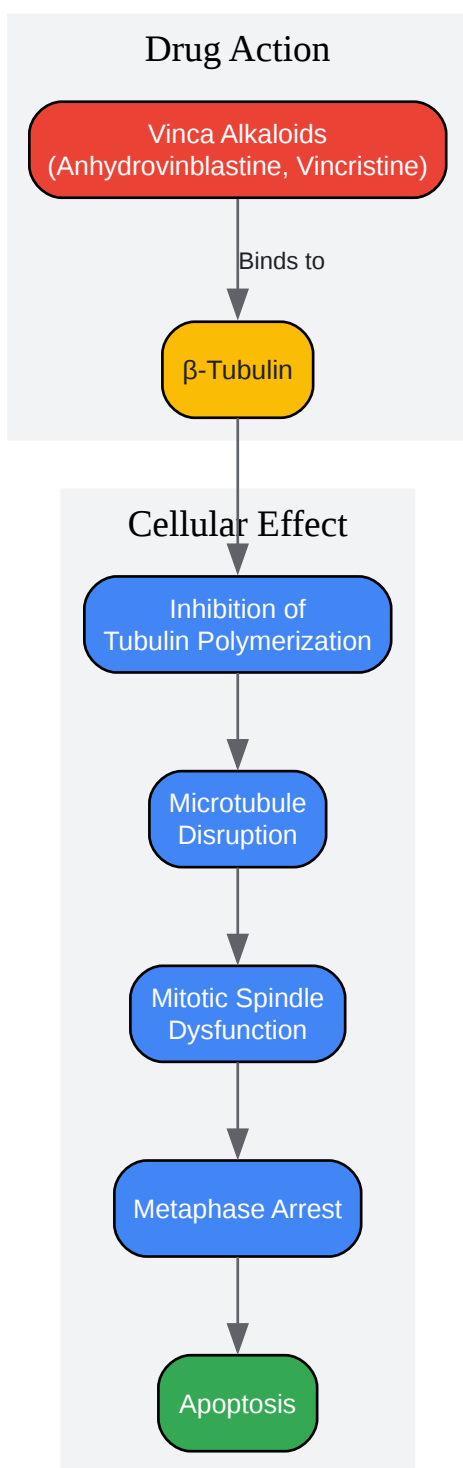 Drug Action
Vinca Alkaloids
(Anhydrovinblastine, Vincristine)
Binds to
β-Tubulin
Cellular Effect
Inhibition of
Tubulin Polymerization
Microtubule
Disruption
Mitotic Spindle
Dysfunction
Metaphase Arrest
Apoptosis